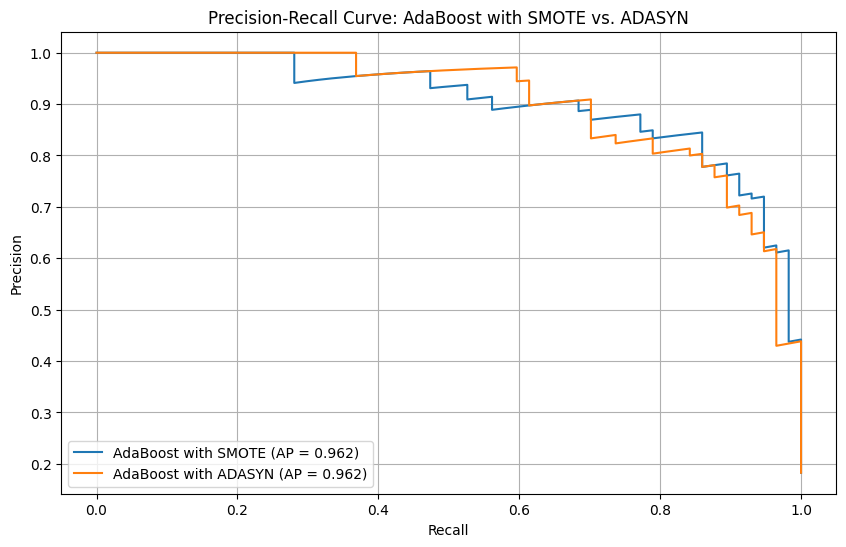 Precision-Recall Curve: AdaBoost with SMOTE vs. ADASYN
1.0
0.9
0.8
0.7
0.6
0.5
0.4
0.3
0.2
Precision
AdaBoost with SMOTE (AP = 0.962)
AdaBoost with ADASYN (AP = 0.962)
0.0 0.2 0.4 0.6 0.8 1.0
Recall